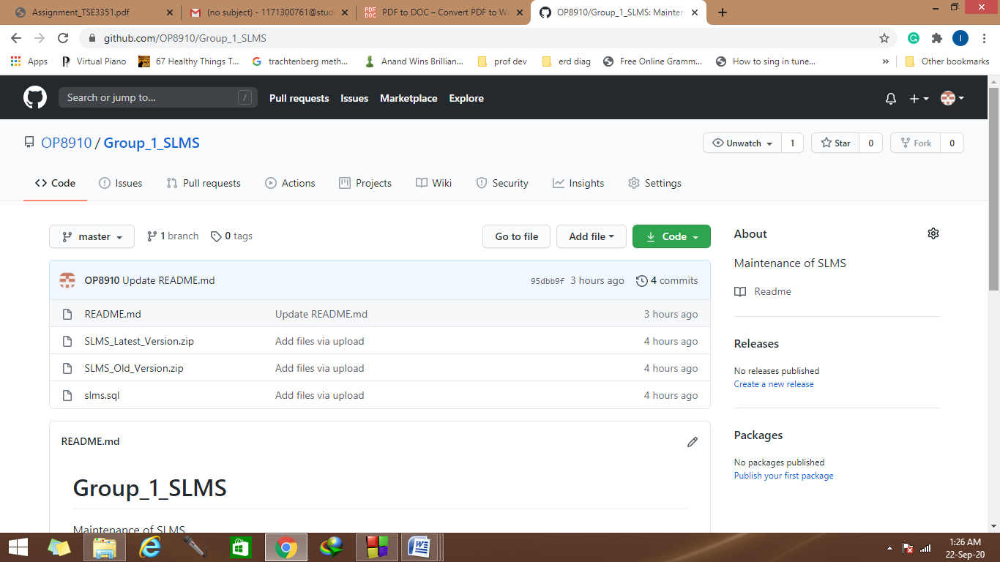 Assignment_TSE3351.pdf
(no subject) - 1171300761@stud
PDF to DOC – Convert PDF to Wo
OP8910/Group_1_SLMS: Mainten
github.com/OP8910/Group_1_SLMS
Apps
Virtual Piano
67 Healthy Things T...
trachtenberg meth...
Anand Wins Brillian...
prof dev
erd diag
Free Online Gramm...
How to sing in tune...
»
Other bookmarks
Search or jump to...
/
Pull requests
Issues
Marketplace
Explore
OP8910 / Group_1_SLMS
Unwatch
1
Star
0
Fork
0
Code
Issues
Pull requests
Actions
Projects
Wiki
Security
Insights
Settings
master
1 branch
0 tags
Go to file
Add file
Code
OP8910 Update README.md
95dbb9f 3 hours ago
4 commits
README.md
Update README.md
3 hours ago
SLMS_Latest_Version.zip
Add files via upload
4 hours ago
SLMS_Old_Version.zip
Add files via upload
4 hours ago
slms.sql
Add files via upload
4 hours ago
README.md
Group_1_SLMS
Maintenance of SLMS
About
Maintenance of SLMS
Readme
Releases
No releases published
Create a new release
Packages
No packages published
Publish your first package
1:26 AM
22-Sep-20